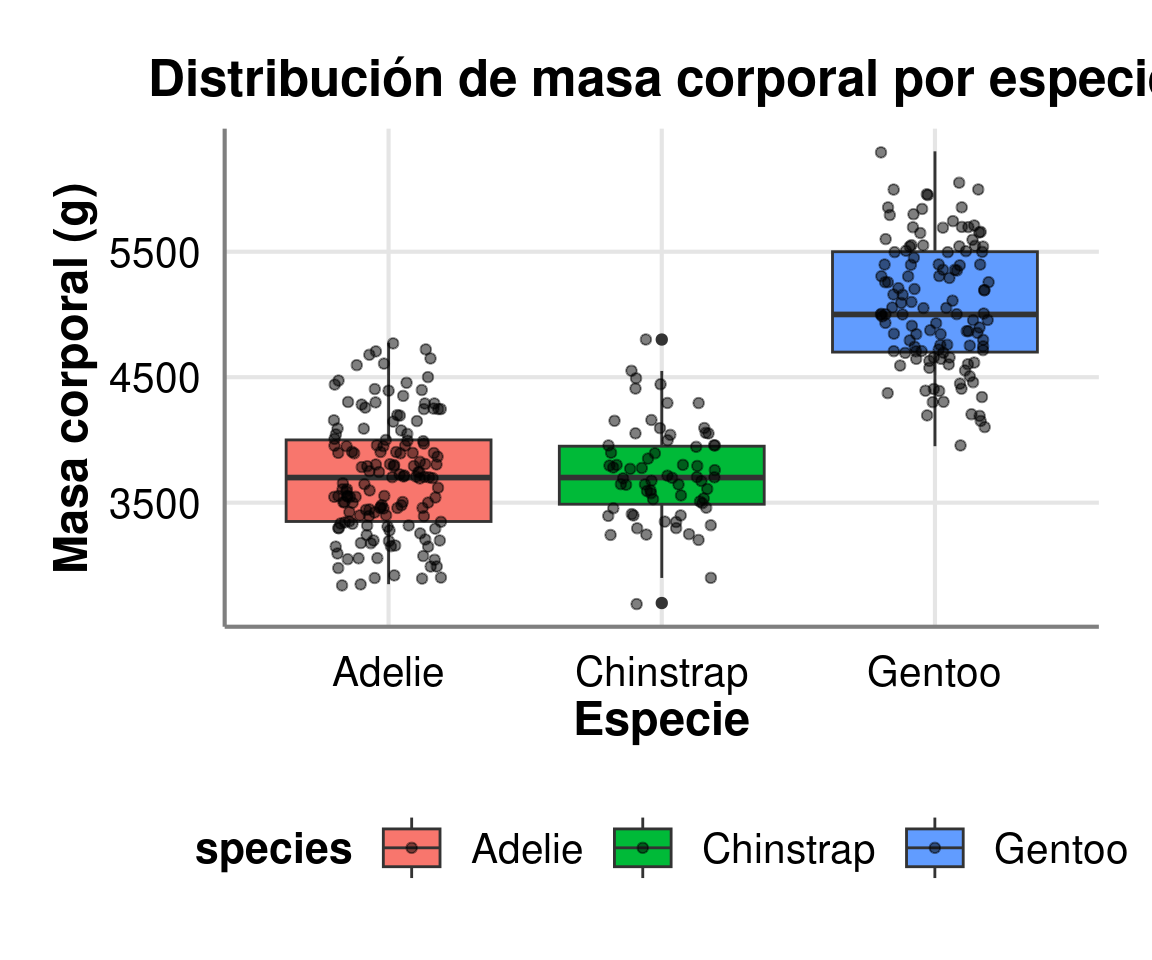 Distribución de masa corporal por especi
Masa corporal (g)
5500
4500
3500
Adelie Chinstrap Gentoo
Especie
species Adelie Chinstrap Gentoo